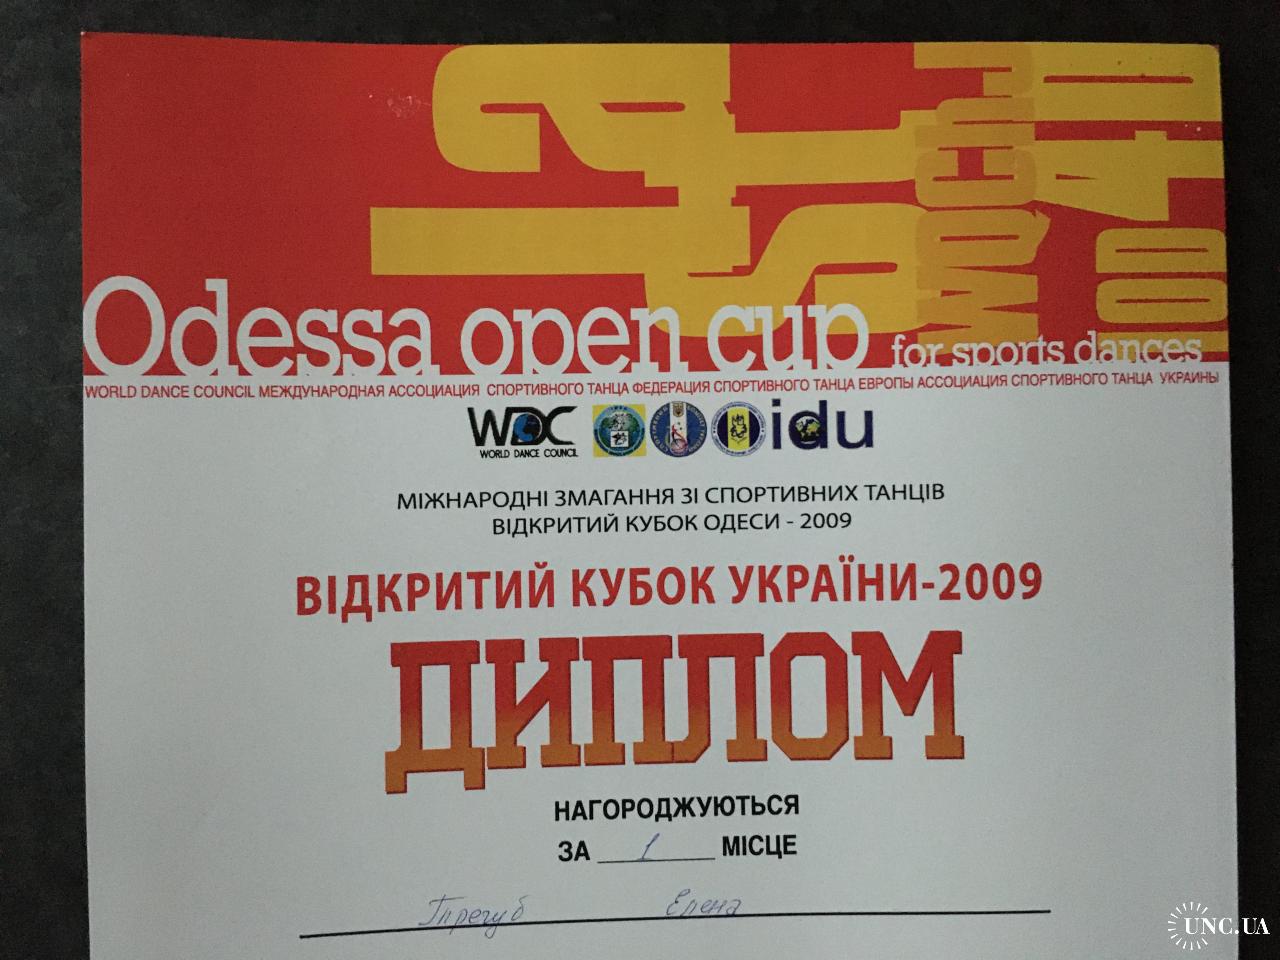 Odessa open cup for sports dances
WORLD DANCE COUNCIL МЕЖДУНАРОДНАЯ АССОЦИАЦИЯ СПОРТИВНОГО ТАНЦА ФЕДЕРАЦИЯ СПОРТИВНОГО ТАНЦА ЕВРОПЫ АССОЦИАЦИЯ СПОРТИВНОГО ТАНЦА УКРАИНЫ
WDC idu
WORLD DANCE COUNCIL
МІЖНАРОДНІ ЗМАГАННЯ ЗІ СПОРТИВНИХ ТАНЦІВ
ВІДКРИТИЙ КУБОК ОДЕСИ - 2009
ВІДКРИТИЙ КУБОК УКРАЇНИ-2009
ДИПЛОМ
НАГОРОДЖУЮТЬСЯ
ЗА 1 МІСЦЕ
Трегуб Елена
UNC.UA